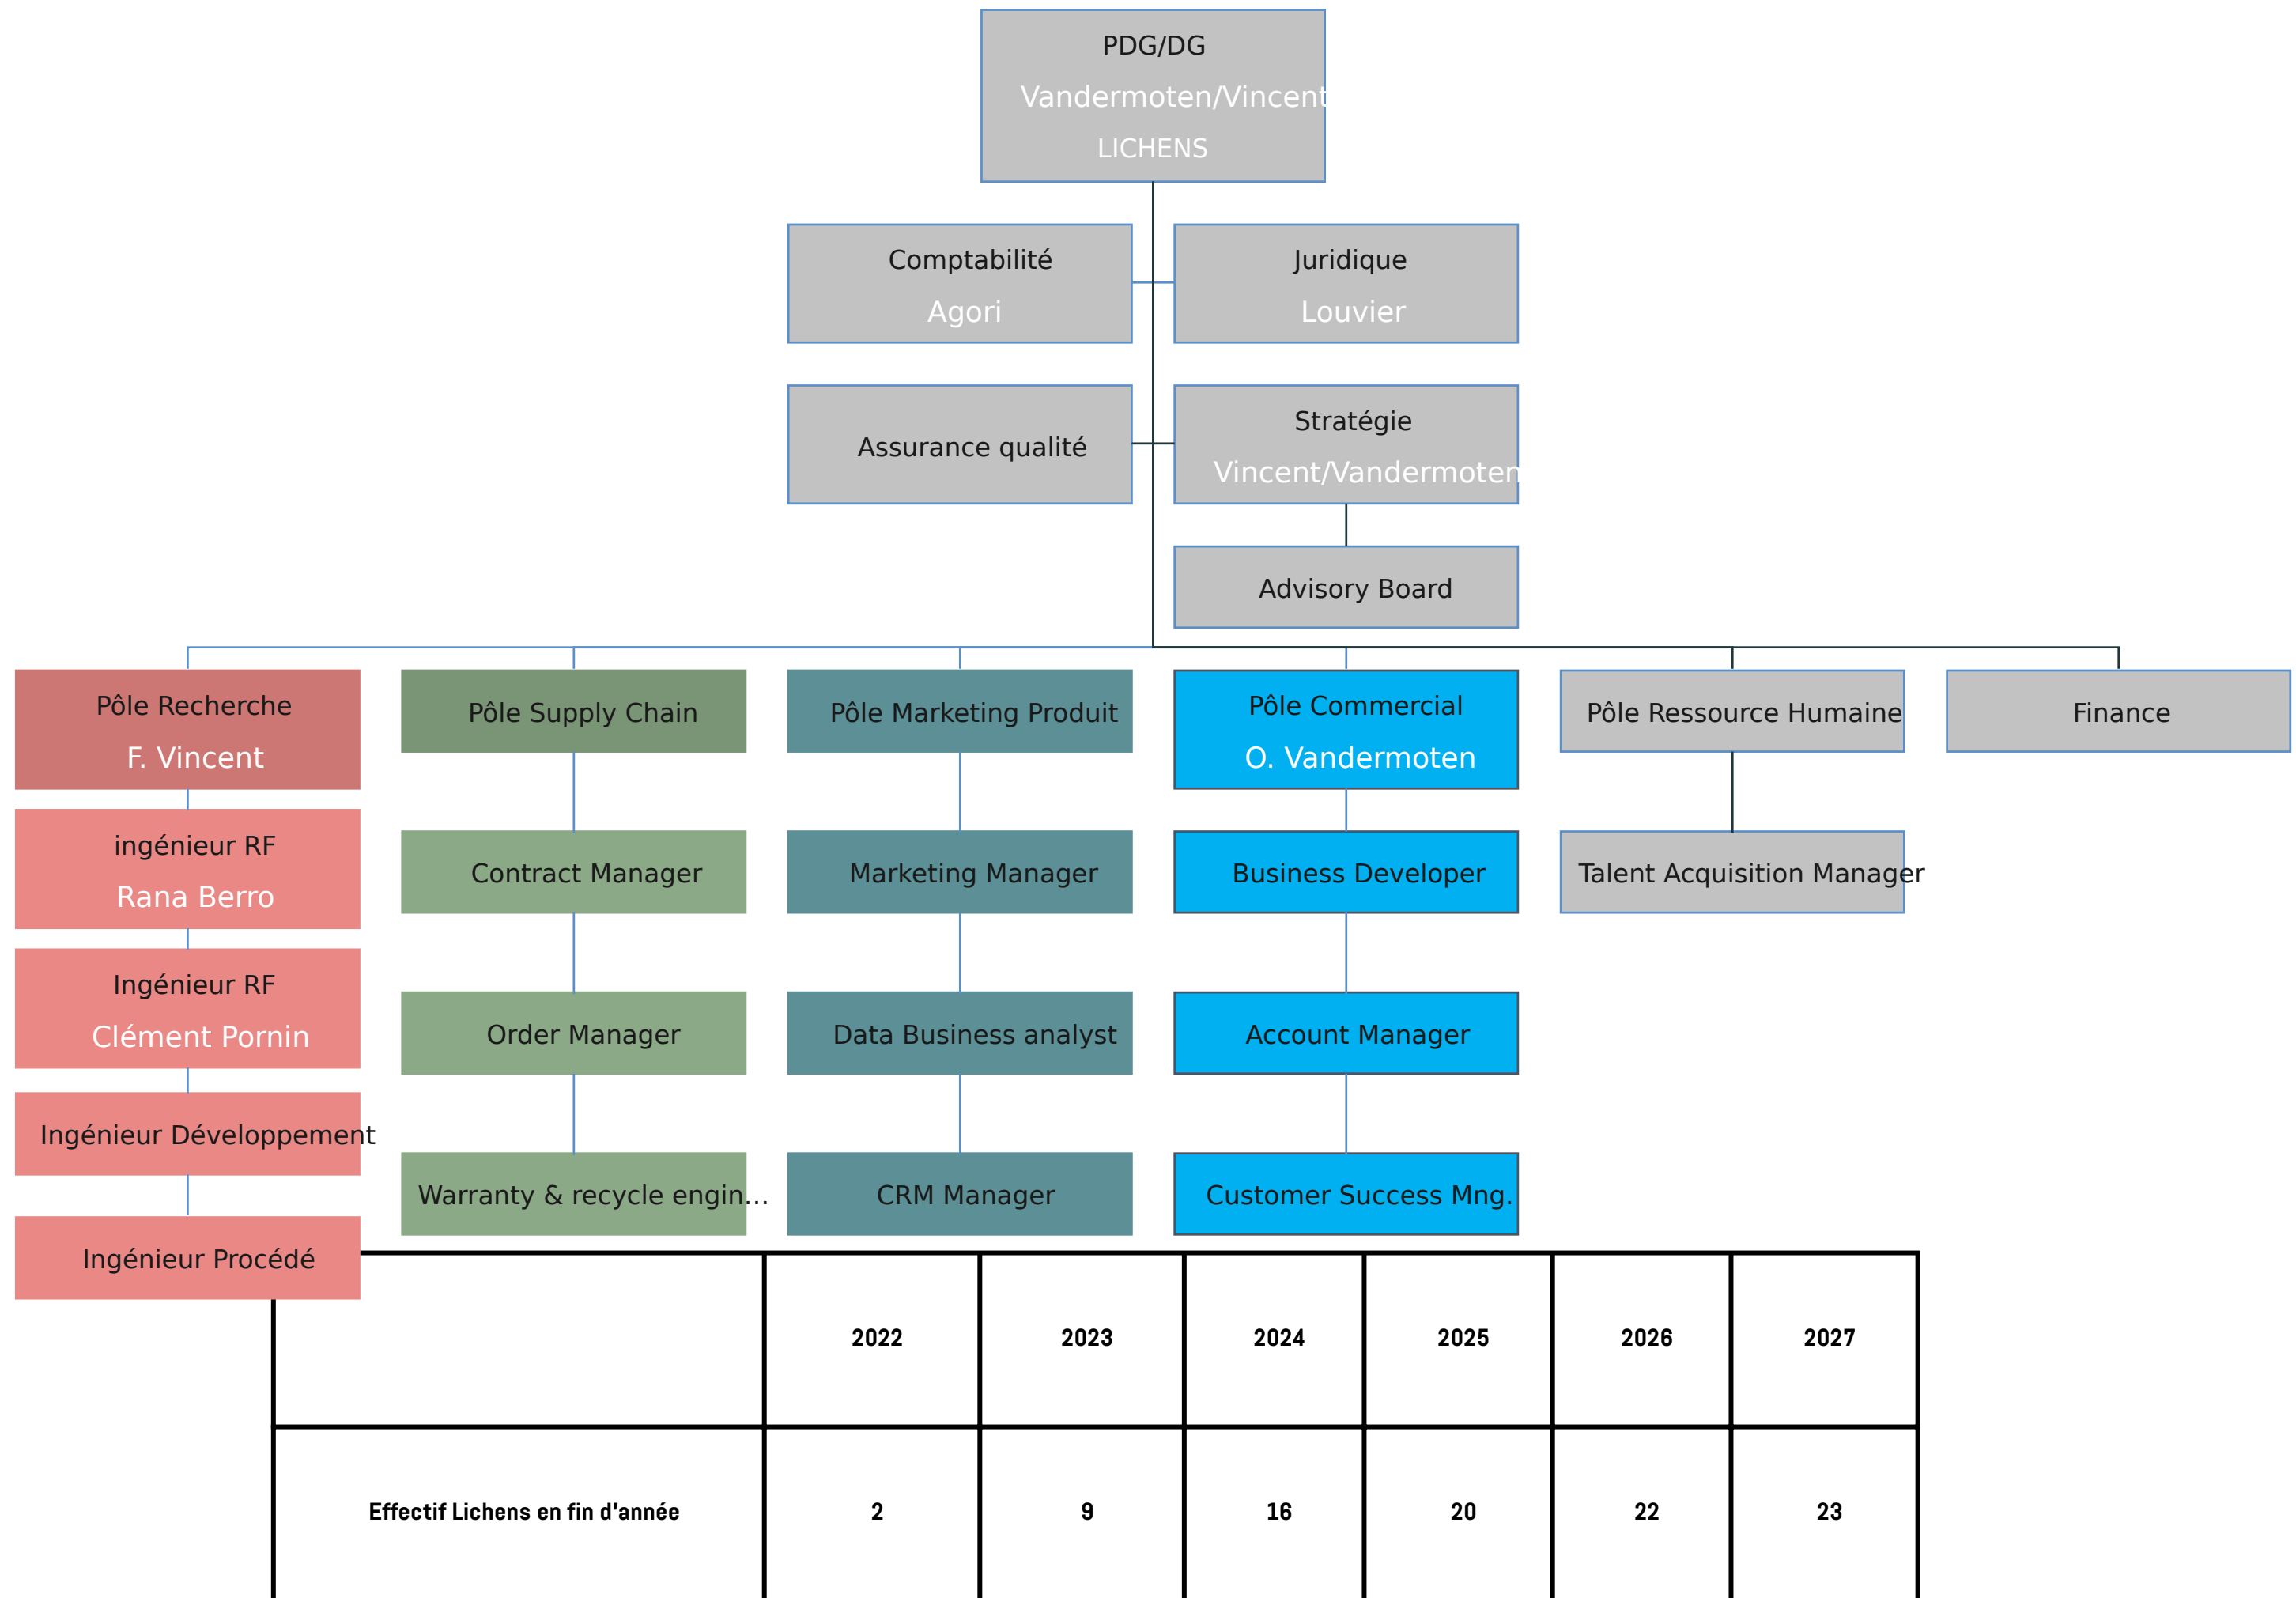 PDG/DG
Vandermoten/Vincent
LICHENS
Comptabilité
Agori
Juridique
Louvier
Assurance qualité
Stratégie
Vincent/Vandermoten
Advisory Board
Pôle Recherche
F. Vincent
Pôle Supply Chain
Pôle Marketing Produit
Pôle Commercial
O. Vandermoten
Pôle Ressource Humaine
Finance
ingénieur RF
Rana Berro
Contract Manager
Marketing Manager
Business Developer
Talent Acquisition Manager
Ingénieur RF
Clément Pornin
Order Manager
Data Business analyst
Account Manager
Ingénieur Développement
Warranty & recycle engin...
CRM Manager
Customer Success Mng.
Ingénieur Procédé
2022 2023 2024 2025 2026 2027
Effectif Lichens en fin d'année 2 9 16 20 22 23